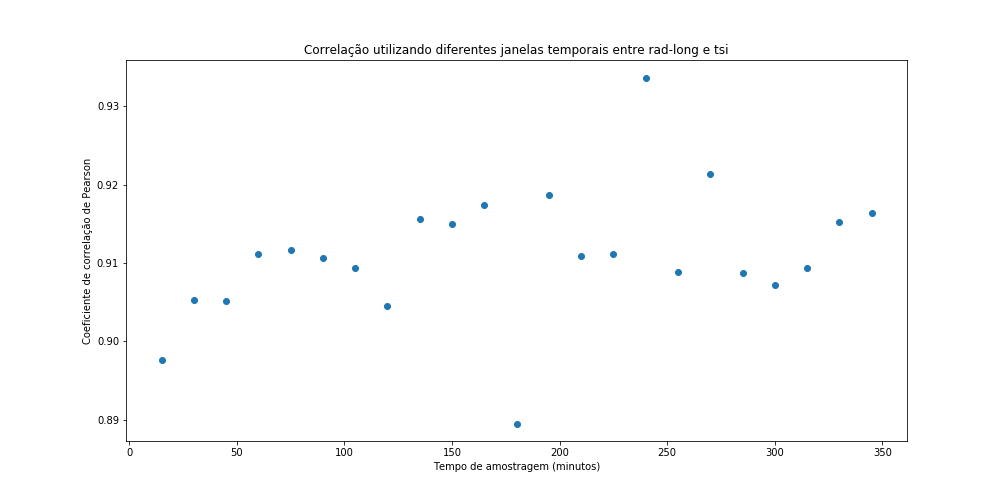 Correlação utilizando diferentes janelas temporais entre rad-long e tsi
Coeficiente de correlação de Pearson
0.93
0.92
0.91
0.90
0.89
0 50 100 150 200 250 300 350
Tempo de amostragem (minutos)